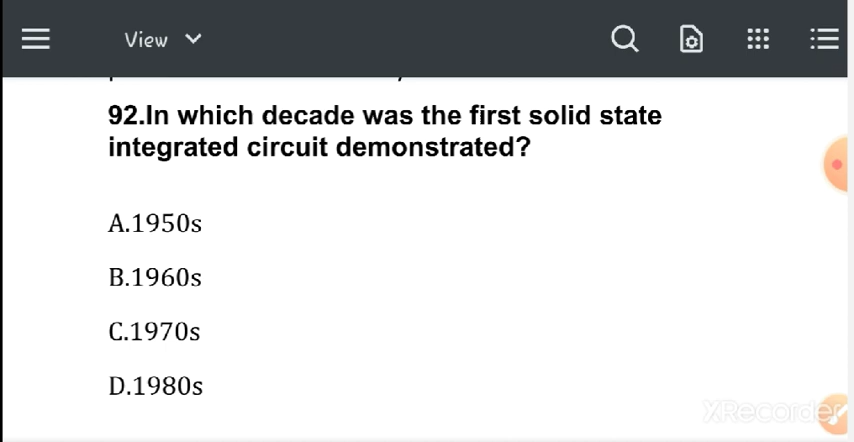 View
92.In which decade was the first solid state
integrated circuit demonstrated?
A.1950s
B.1960s
C.1970s
D.1980s
XRecorder